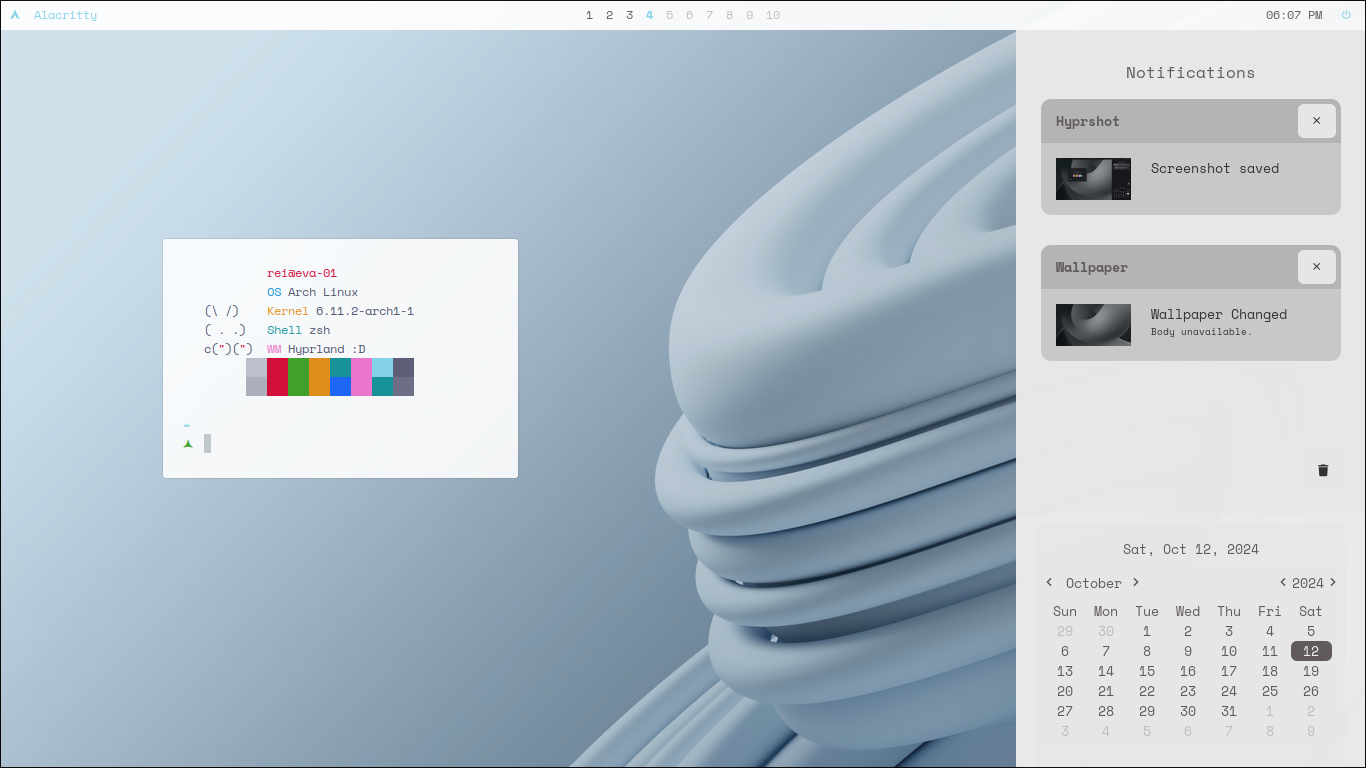 Alacritty
1 2 3 4 5 6 7 8 9 10
06:07 PM
rei@eva-01
OS Arch Linux
(\ /) Kernel 6.11.2-arch1-1
( . .) Shell zsh
c(")(") WM Hyprland :D
~
Notifications
Hyprshot ×
Screenshot saved
Wallpaper ×
Wallpaper Changed
Body unavailable.
Sat, Oct 12, 2024
‹ October › ‹ 2024 ›
Sun Mon Tue Wed Thu Fri Sat
29 30 1 2 3 4 5
6 7 8 9 10 11 12
13 14 15 16 17 18 19
20 21 22 23 24 25 26
27 28 29 30 31 1 2
3 4 5 6 7 8 9